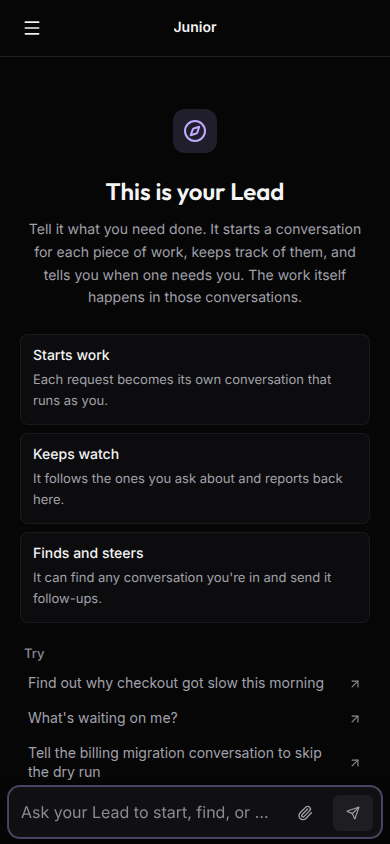 Junior
This is your Lead
Tell it what you need done. It starts a conversation
for each piece of work, keeps track of them, and
tells you when one needs you. The work itself
happens in those conversations.
Starts work
Each request becomes its own conversation that
runs as you.
Keeps watch
It follows the ones you ask about and reports back
here.
Finds and steers
It can find any conversation you're in and send it
follow-ups.
Try
Find out why checkout got slow this morning
What's waiting on me?
Tell the billing migration conversation to skip
the dry run
Ask your Lead to start, find, or ...